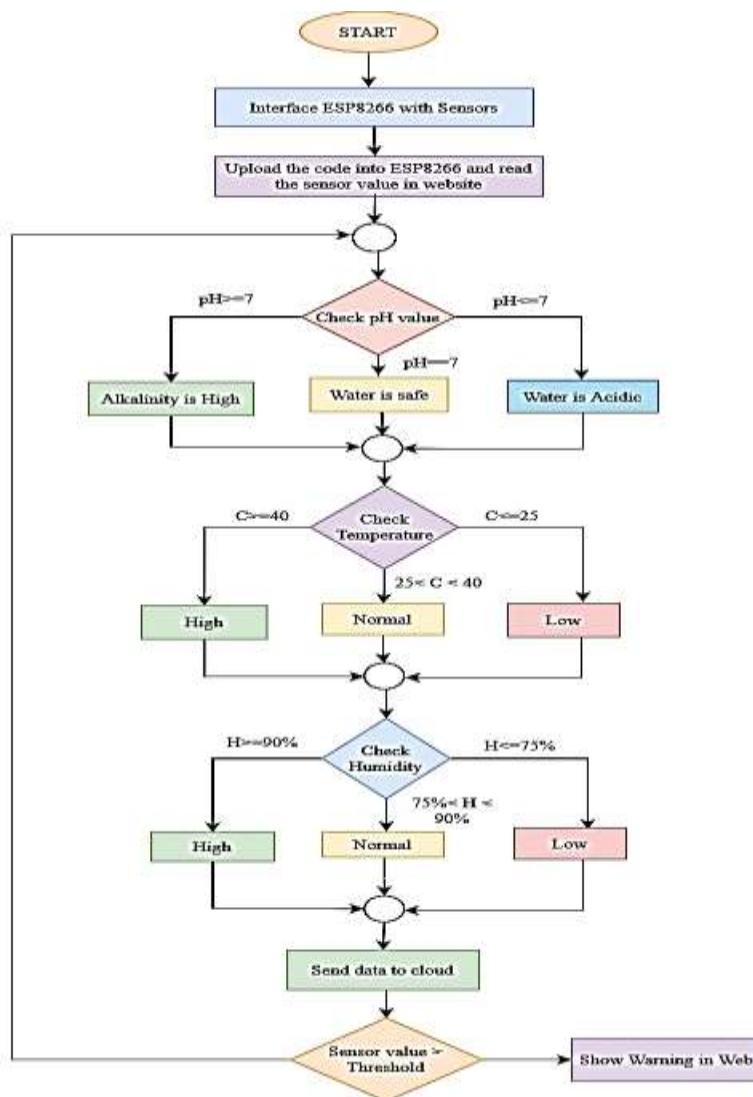 START
Interface ESP8266 with Sensors
Upload the code into ESP8266 and read
the sensor value in website
pH>=7
pH<=7
Check pH value
pH==7
Alkalinity is High
Water is safe
Water is Acidic
C>=40
C<=25
Check
Temperature
25< C < 40
High
Normal
Low
H>=90%
H<=75%
Check
Humidity
75%< H <
90%
High
Normal
Low
Send data to cloud
Sensor value >
Threshold
Show Warning in Web